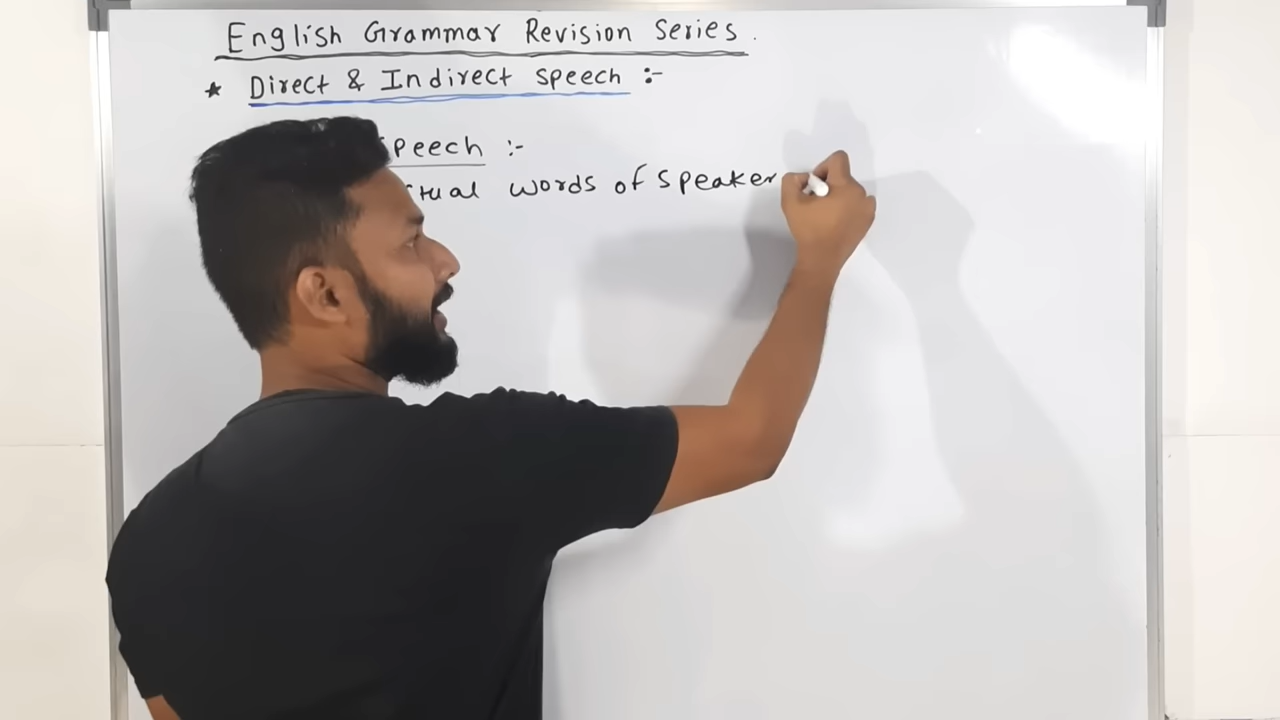 English Grammar Revision Series .
* Direct & Indirect speech :-
speech :-
words of speaker